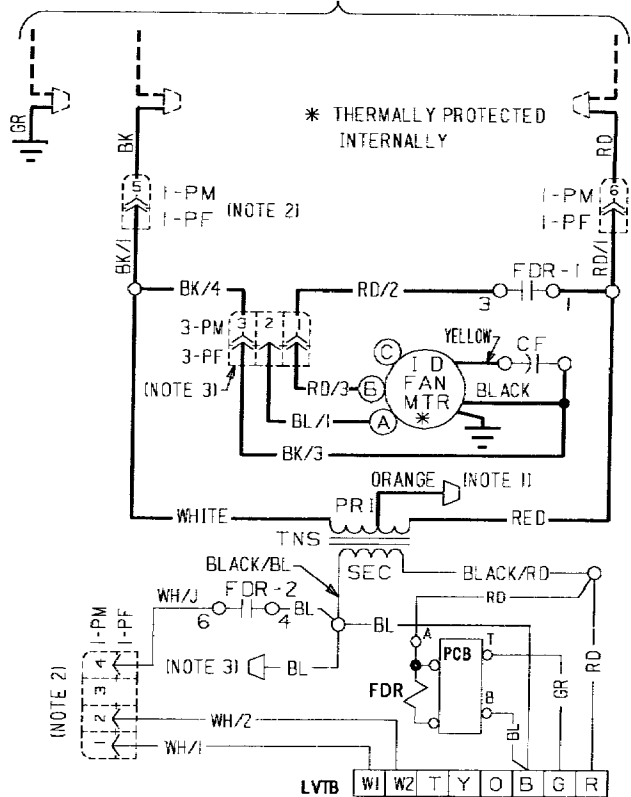 * THERMALLY PROTECTED
INTERNALLY
GR
BK
RD
5
1-PM
1-PF
(NOTE 2)
1-PM
1-PF
6
BK/1
RD/1
BK/4
RD/2
FDR-1
3
1
3-PM
3-PF
3
2
1
(NOTE 3)
YELLOW
CF
C
ID
FAN
MTR
*
B
A
RD/3
BL/1
BLACK
BK/3
ORANGE
(NOTE 1)
PRI
WHITE
RED
TNS
SEC
BLACK/BL
BLACK/RD
WH/J
FDR-2
6
4
BL
BL
RD
RD
1-PM
1-PF
(NOTE 2)
4
3
2
1
(NOTE 3)
BL
A
PCB
T
B
FDR
GR
BL
WH/2
WH/1
LVTB
W1 W2 T Y O B G R